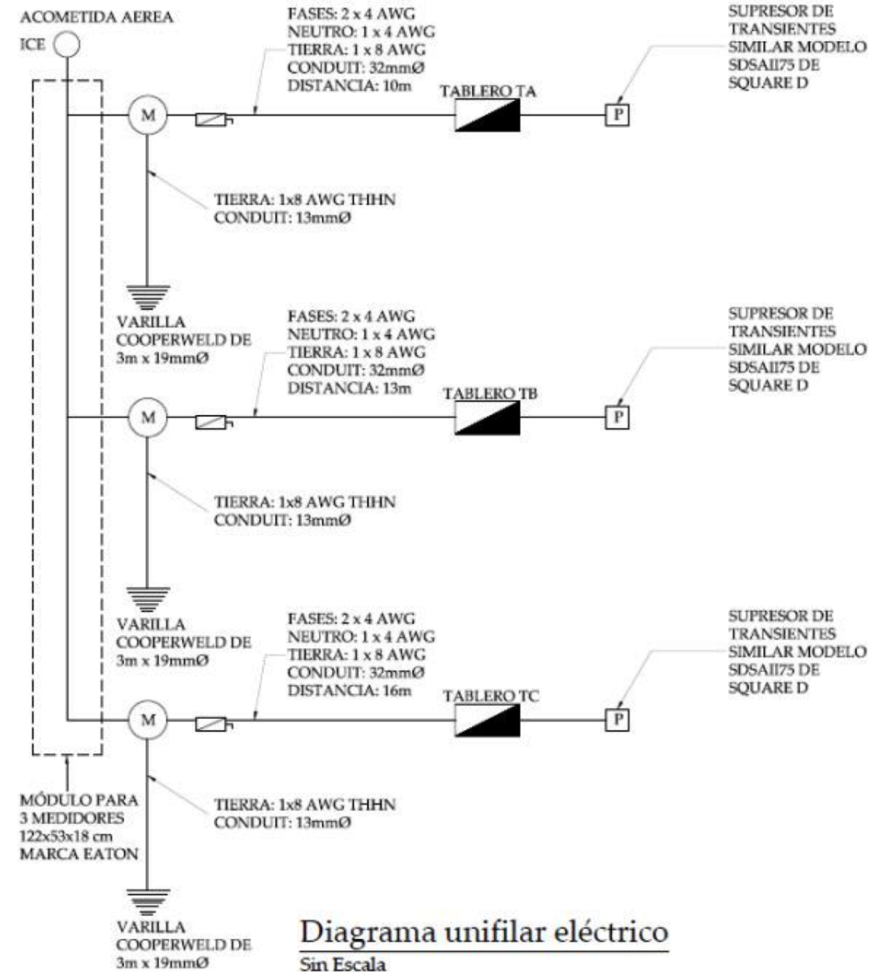 ACOMETIDA AEREA
ICE
FASES: 2 x 4 AWG
NEUTRO: 1 x 4 AWG
TIERRA: 1 x 8 AWG
CONDUIT: 32mmØ
DISTANCIA: 10m
TABLERO TA
SUPRESOR DE
TRANSIENTES
SIMILAR MODELO
SDSAII75 DE
SQUARE D
M
P
TIERRA: 1x8 AWG THHN
CONDUIT: 13mmØ
VARILLA
COOPERWELD DE
3m x 19mmØ
FASES: 2 x 4 AWG
NEUTRO: 1 x 4 AWG
TIERRA: 1 x 8 AWG
CONDUIT: 32mmØ
DISTANCIA: 13m
TABLERO TB
SUPRESOR DE
TRANSIENTES
SIMILAR MODELO
SDSAII75 DE
SQUARE D
M
P
TIERRA: 1x8 AWG THHN
CONDUIT: 13mmØ
VARILLA
COOPERWELD DE
3m x 19mmØ
FASES: 2 x 4 AWG
NEUTRO: 1 x 4 AWG
TIERRA: 1 x 8 AWG
CONDUIT: 32mmØ
DISTANCIA: 16m
TABLERO TC
SUPRESOR DE
TRANSIENTES
SIMILAR MODELO
SDSAII75 DE
SQUARE D
M
P
MÓDULO PARA
3 MEDIDORES
122x53x18 cm
MARCA EATON
TIERRA: 1x8 AWG THHN
CONDUIT: 13mmØ
VARILLA
COOPERWELD DE
3m x 19mmØ
Diagrama unifilar eléctrico
Sin Escala